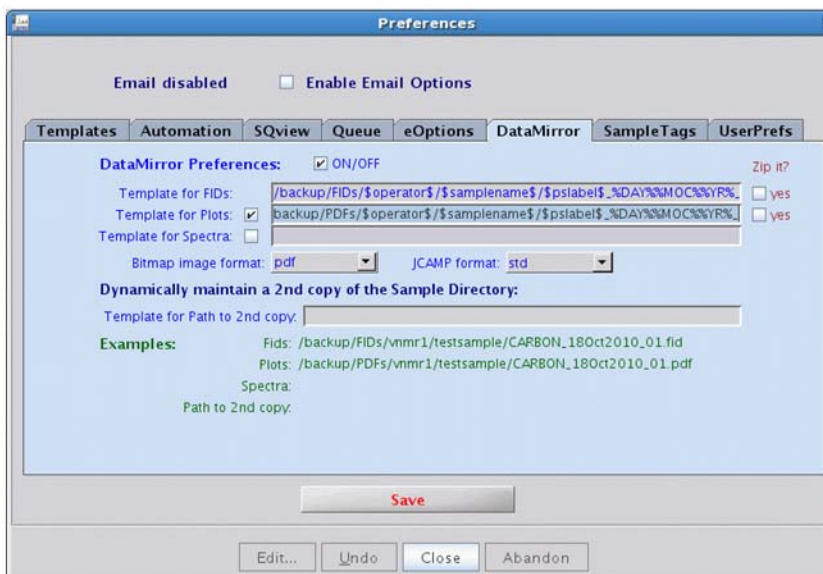 Preferences
Email disabled Enable Email Options
Templates Automation SQview Queue eOptions DataMirror SampleTags UserPrefs
DataMirror Preferences: ON/OFF Zip it?
Template for FIDs: /backup/FIDs/$operator$/$samplename$/$pslabel$_%DAY%%MOC%%YR%_ yes
Template for Plots: backup/PDFs/$operator$/$samplename$/$pslabel$_%DAY%%MOC%%YR%_ yes
Template for Spectra:
Bitmap image format: pdf JCAMP format: std
Dynamically maintain a 2nd copy of the Sample Directory:
Template for Path to 2nd copy:
Examples: Fids: /backup/FIDs/vnmr1/testsample/CARBON_18Oct2010_01.fid
Plots: /backup/PDFs/vnmr1/testsample/CARBON_18Oct2010_01.pdf
Spectra:
Path to 2nd copy:
Save
Edit... Undo Close Abandon